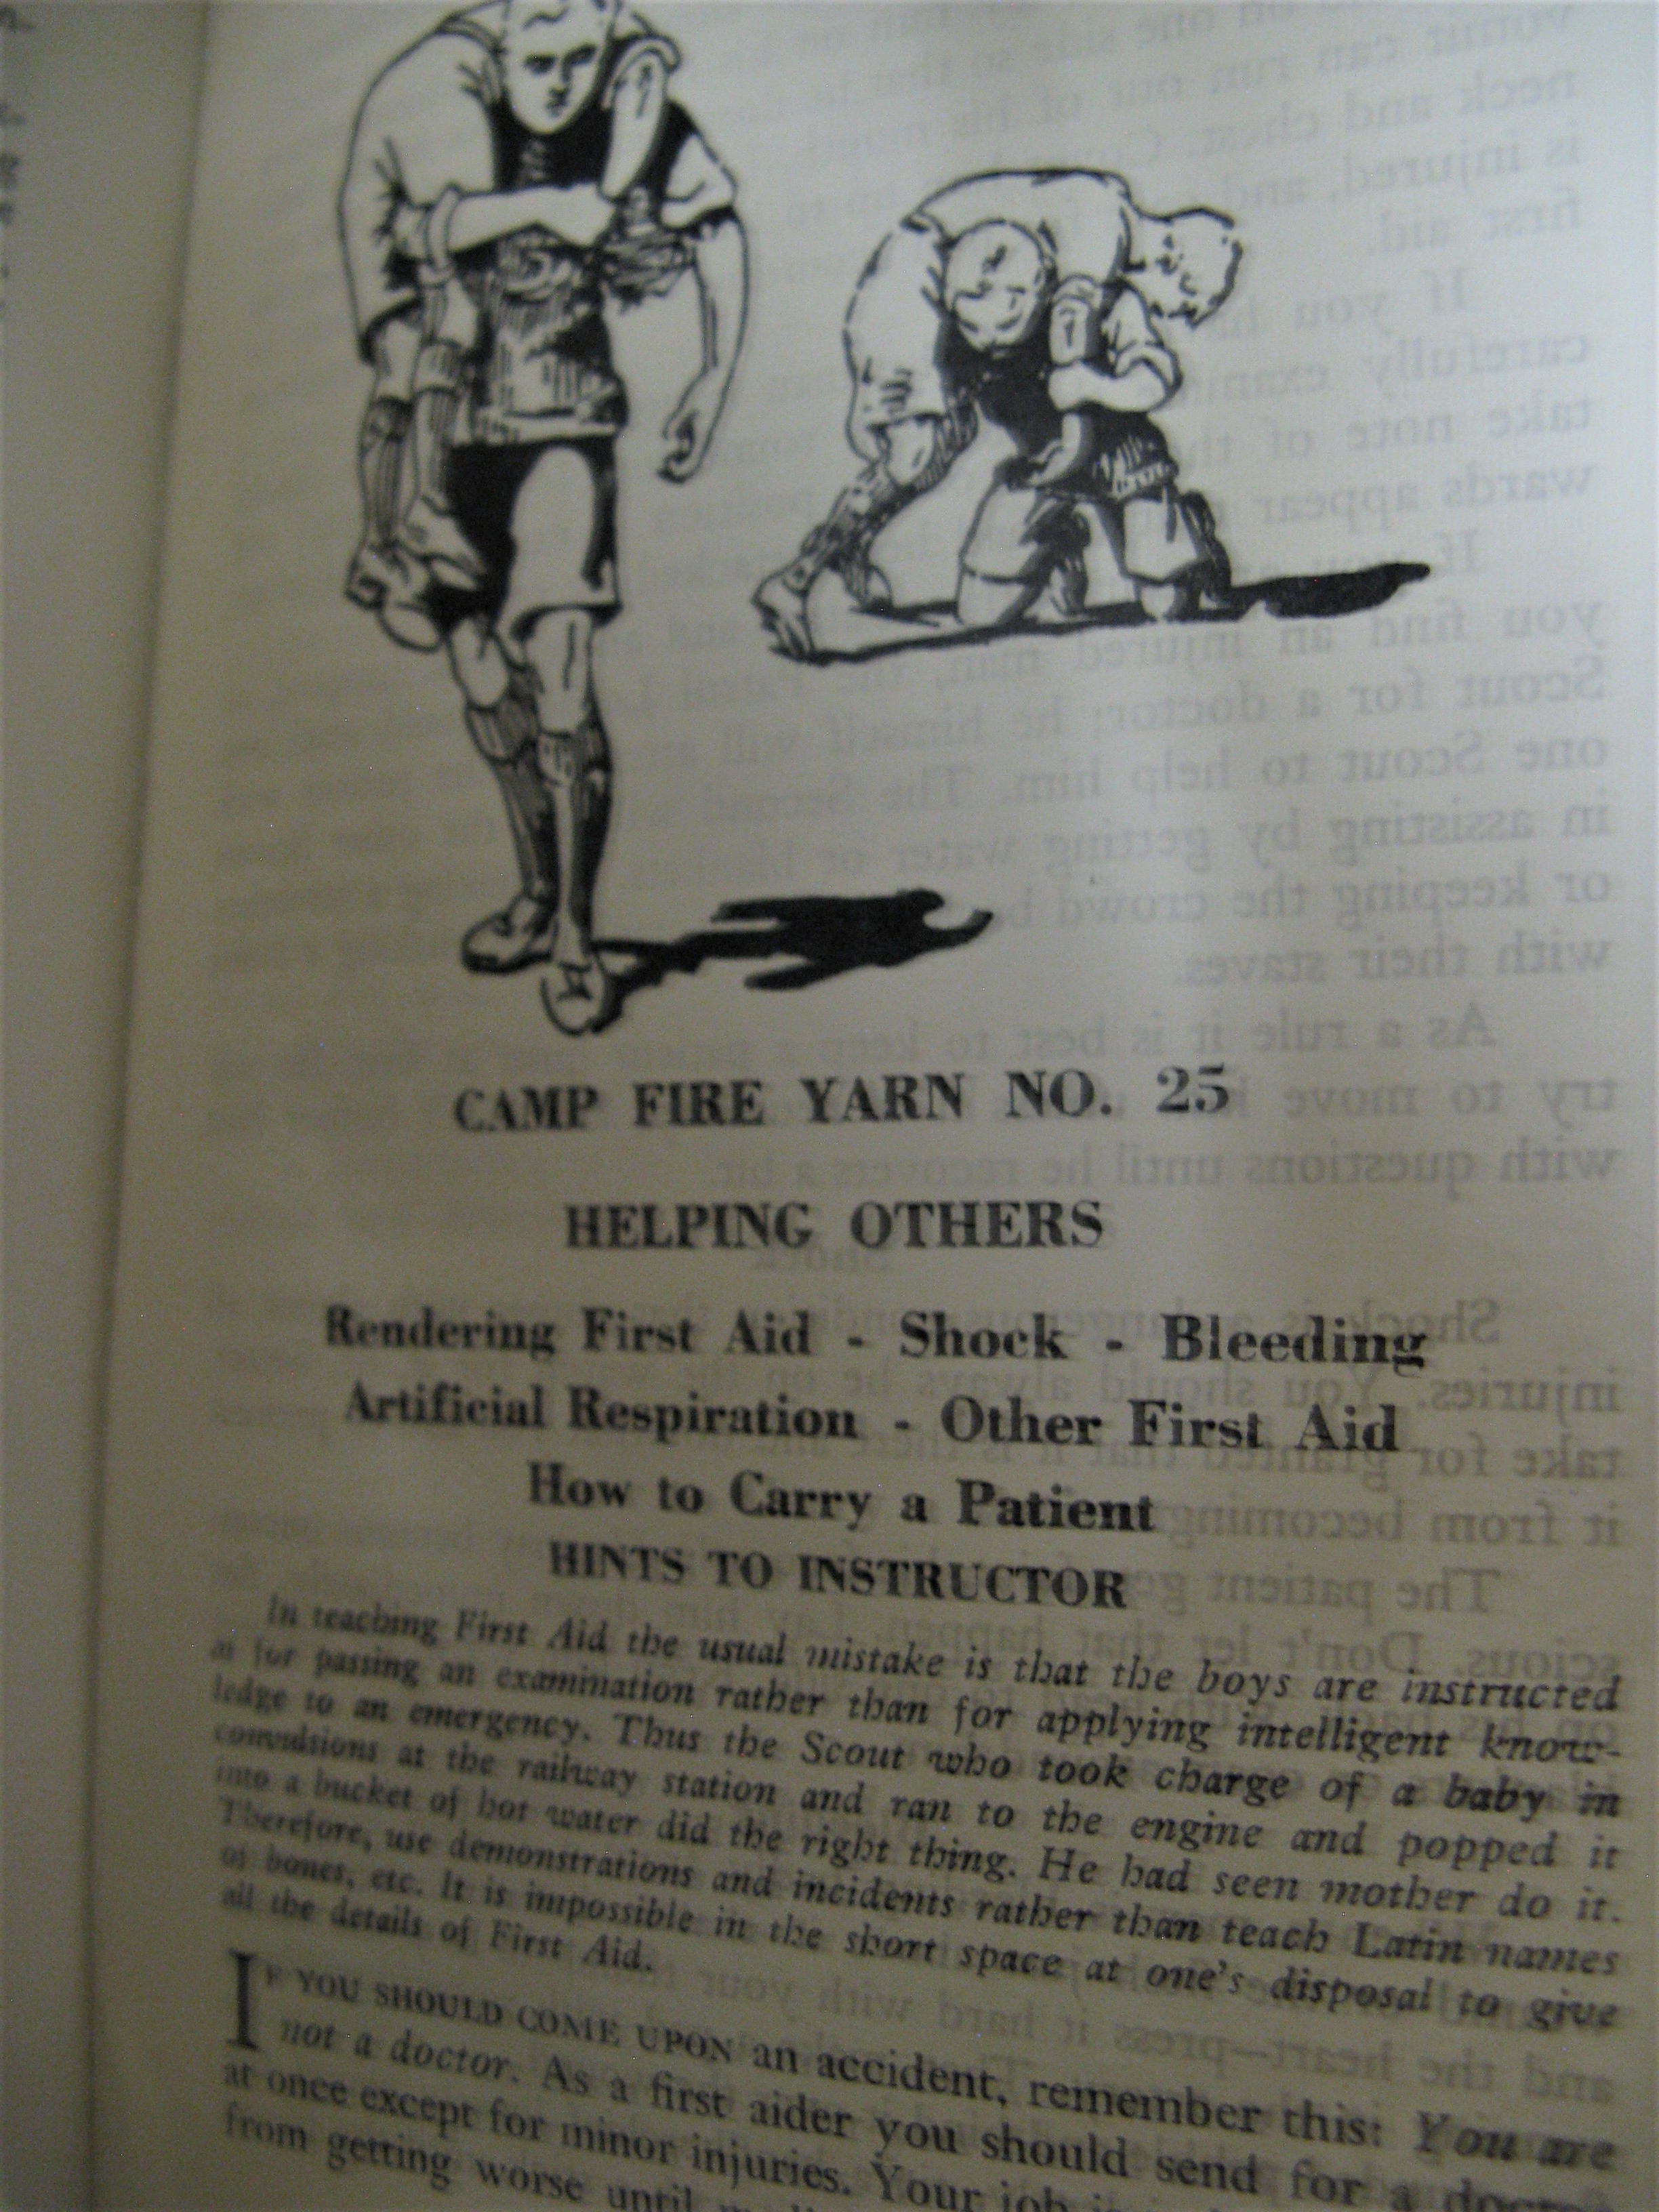 CAMP FIRE YARN NO. 25
HELPING OTHERS
Rendering First Aid - Shock - Bleeding
Artificial Respiration - Other First Aid
How to Carry a Patient
HINTS TO INSTRUCTOR
In teaching First Aid the usual mistake is that the boys are instructed
as for passing an examination rather than for applying intelligent know-
ledge to an emergency. Thus the Scout who took charge of a baby in
convulsions at the railway station and ran to the engine and popped it
into a bucket of hot water did the right thing. He had seen mother do it.
Therefore, use demonstrations and incidents rather than teach Latin names
of bones, etc. It is impossible in the short space at one's disposal to give
all the details of First Aid.
IF YOU SHOULD COME UPON an accident, remember this: You are
not a doctor. As a first aider you should send for a doctor
at once except for minor injuries. Your job is
from getting worse until